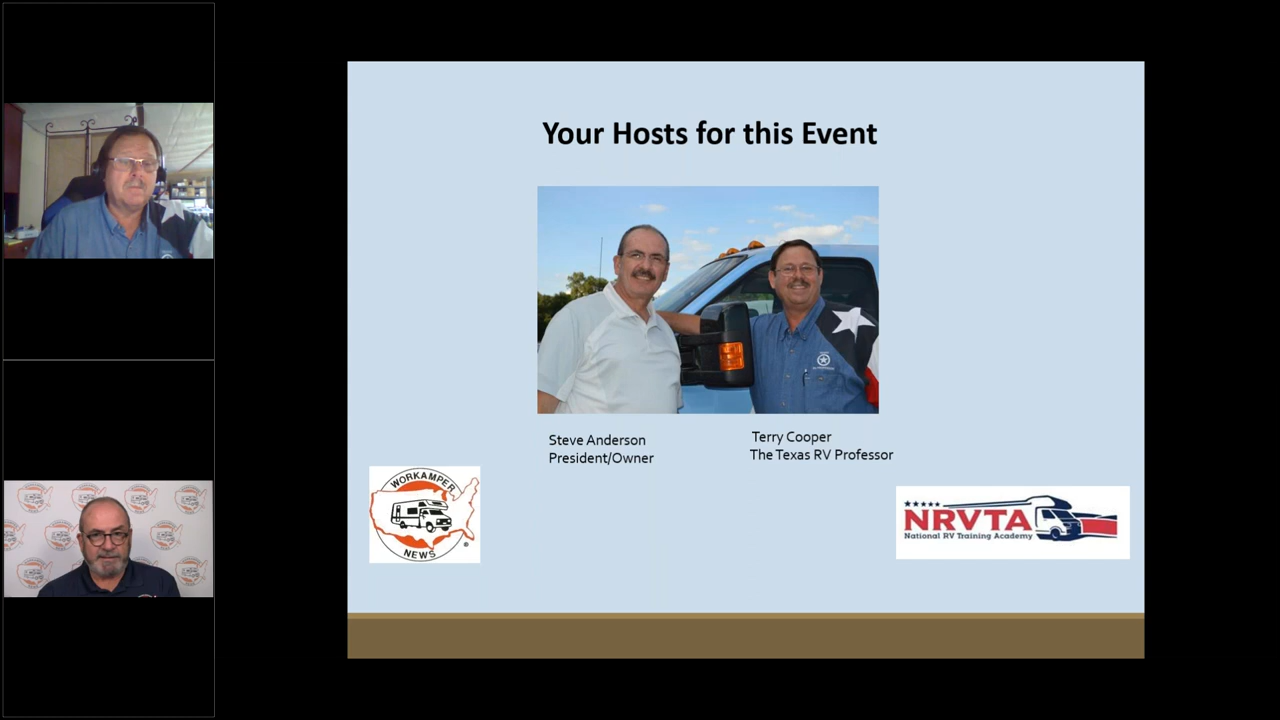 Your Hosts for this Event
Steve Anderson
President/Owner
Terry Cooper
The Texas RV Professor
WORKAMPER
NEWS
®
NRVTA
National RV Training Academy